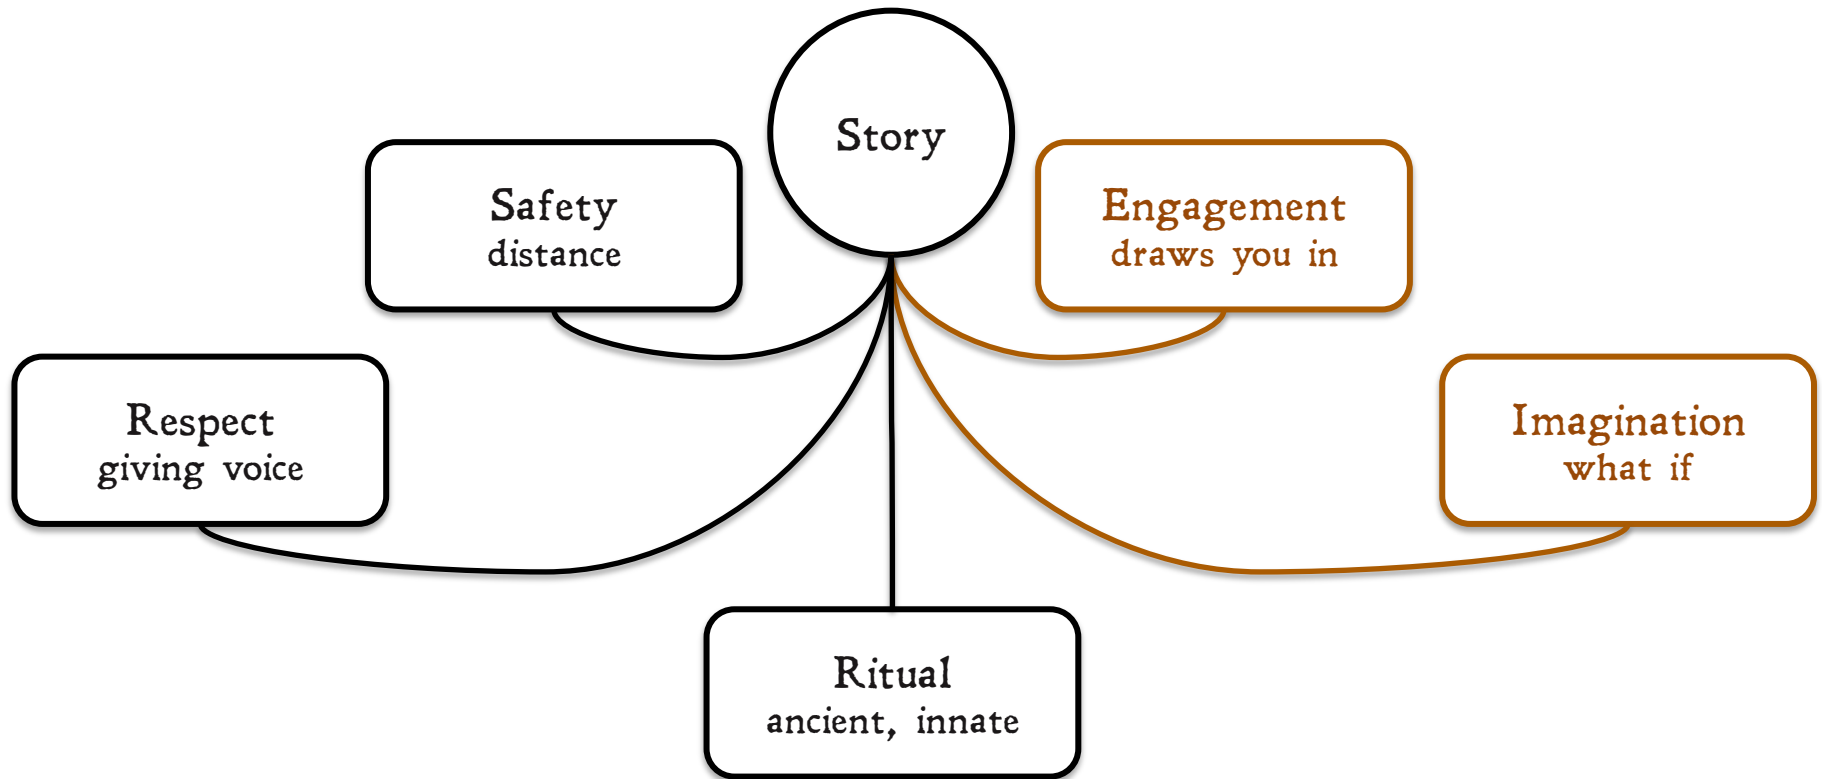 Story
Safety
distance
Engagement
draws you in
Respect
giving voice
Imagination
what if
Ritual
ancient, innate